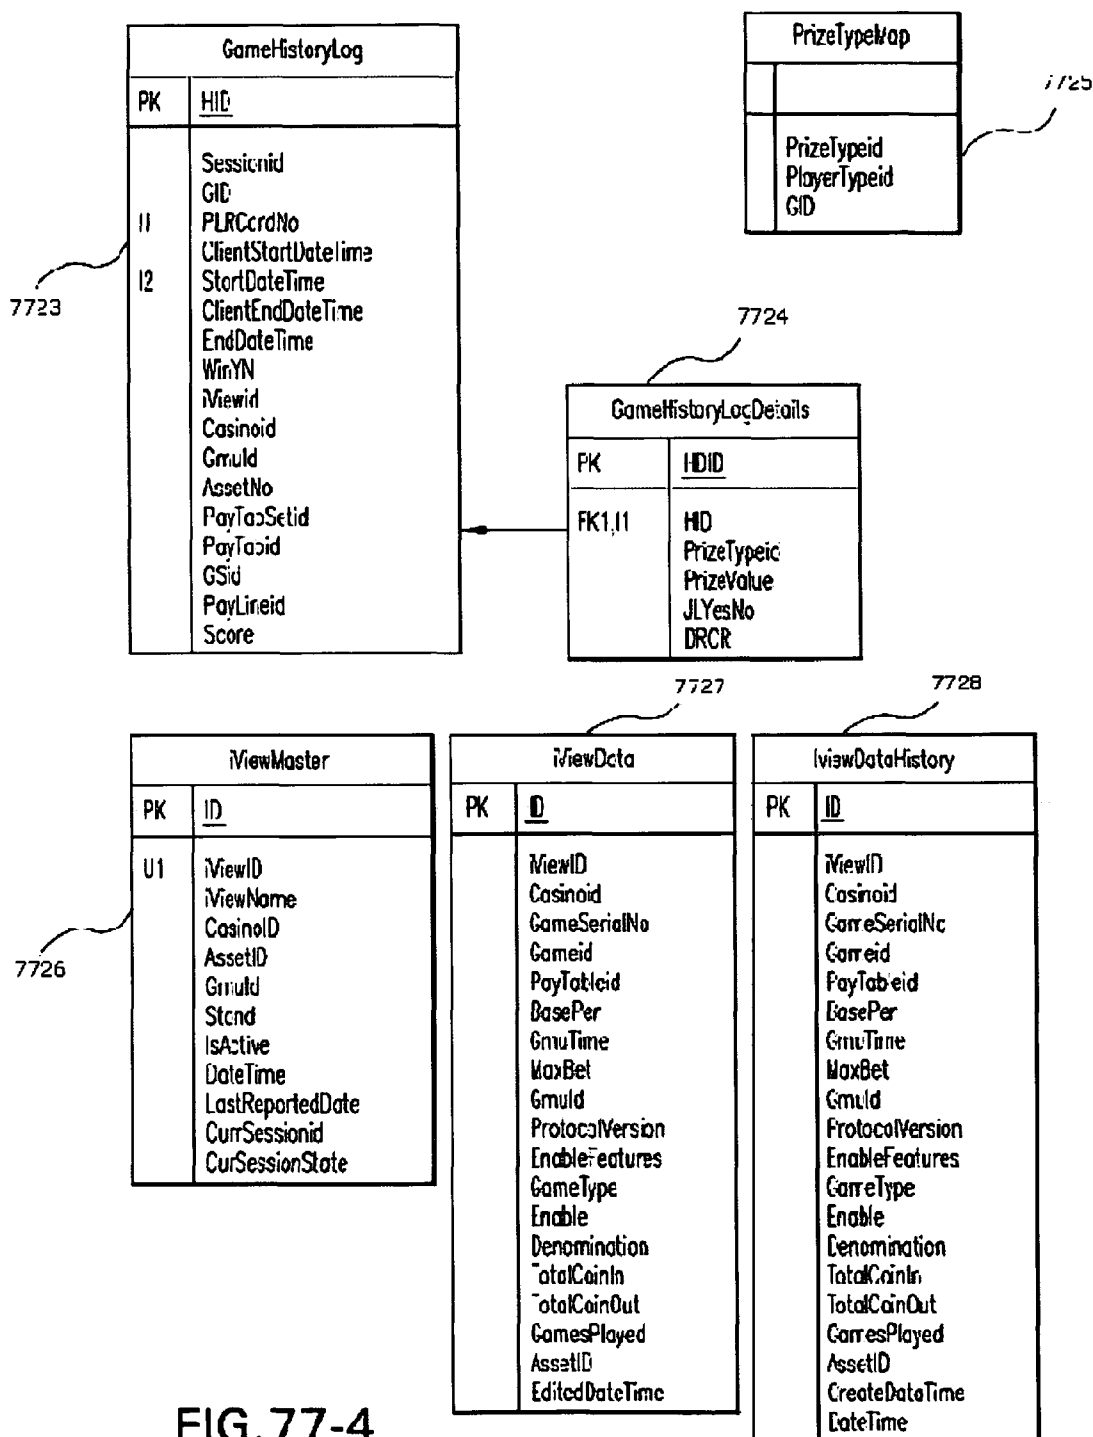 GameHistoryLog
PK HID
Sessionid
GID
I1 PLRCardNo
ClientStartDateTime
I2 StartDateTime
ClientEndDateTime
EndDateTime
WinYN
iViewid
Casinoid
GmuId
AssetNo
PayTabSetid
PayTabid
GSid
PayLineid
Score
7723
PrizeTypeMap
PrizeTypeid
PlayerTypeid
GID
7725
7724
GameHistoryLogDetails
PK HDID
FK1,I1 HID
PrizeTypeid
PrizeValue
JLYesNo
DRCR
iViewMaster
PK ID
U1 iViewID
iViewName
CasinoID
AssetID
GmuId
Stand
IsActive
DateTime
LastReportedDate
CurrSessionid
CurSessionState
7726
7727
iViewData
PK ID
iViewID
Casinoid
GameSerialNo
Gameid
PayTableid
BasePer
GmuTime
MaxBet
GmuId
ProtocolVersion
EnableFeatures
GameType
Enable
Denomination
TotalCoinIn
TotalCoinOut
GamesPlayed
AssetID
EditedDateTime
7728
IviewDataHistory
PK ID
iViewID
Casinoid
GameSerialNo
Gameid
PayTableid
BasePer
GmuTime
MaxBet
GmuId
ProtocolVersion
EnableFeatures
GameType
Enable
Denomination
TotalCoinIn
TotalCoinOut
GamesPlayed
AssetID
CreateDataTime
DateTime
FIG.77-4